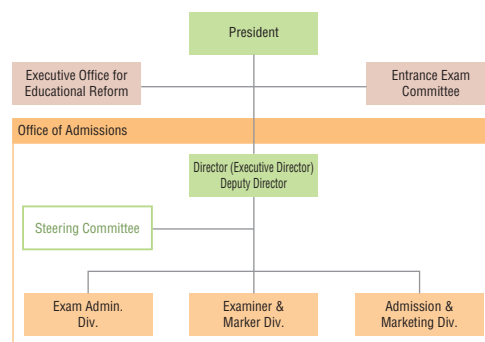 President
Executive Office for
Educational Reform
Entrance Exam
Committee
Office of Admissions
Director (Executive Director)
Deputy Director
Steering Committee
Exam Admin.
Div.
Examiner &
Marker Div.
Admission &
Marketing Div.